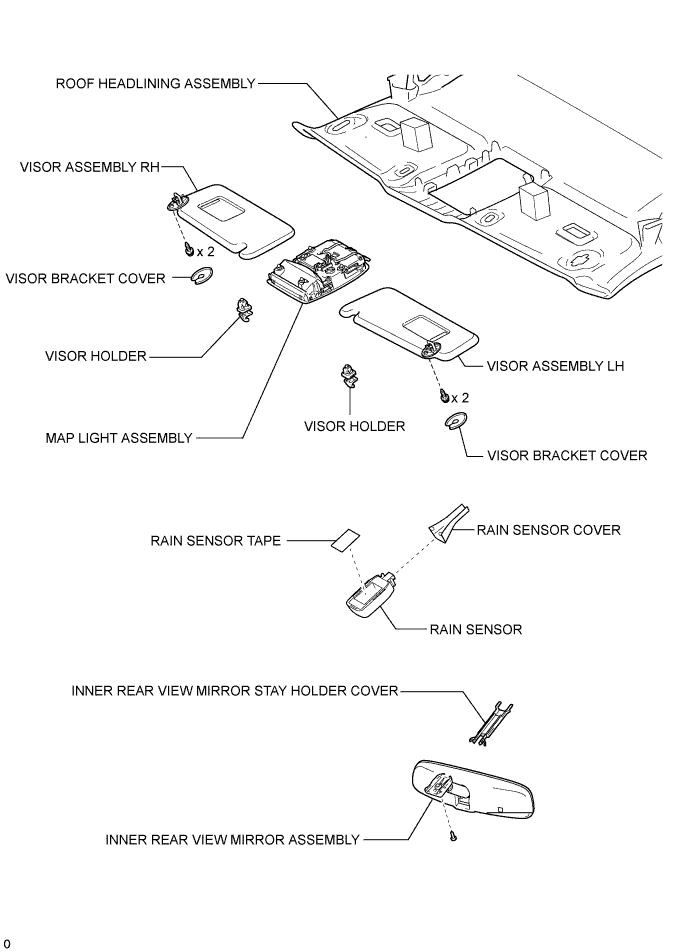 ROOF HEADLINING ASSEMBLY
VISOR ASSEMBLY RH
x 2
VISOR BRACKET COVER
VISOR HOLDER
VISOR ASSEMBLY LH
x 2
VISOR HOLDER
MAP LIGHT ASSEMBLY
VISOR BRACKET COVER
RAIN SENSOR COVER
RAIN SENSOR TAPE
RAIN SENSOR
INNER REAR VIEW MIRROR STAY HOLDER COVER
INNER REAR VIEW MIRROR ASSEMBLY
0